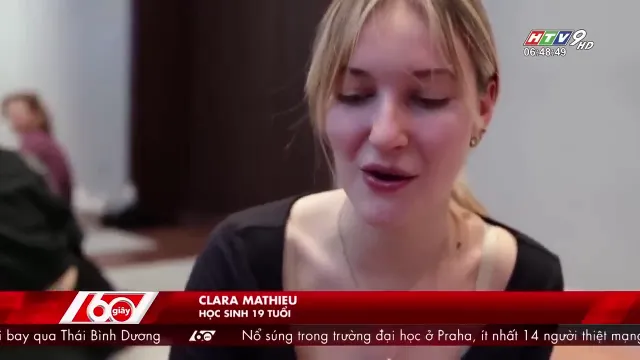 HTV9 HD
06:48:49
CLARA MATHIEU
HỌC SINH 19 TUỔI
60 giây
bay qua Thái Bình Dương Nổ súng trong trường đại học ở Praha, ít nhất 14 người thiệt mạng